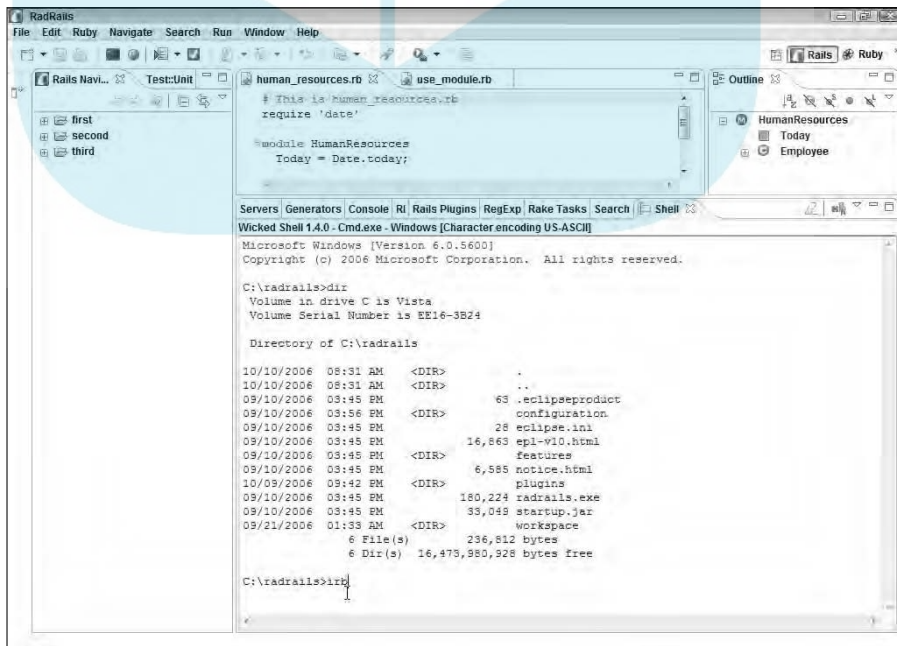 RadRails
File Edit Ruby Navigate Search Run Window Help
Rails Ruby
Rails Navi... Test::Unit
first
second
third
human_resources.rb use_module.rb
# This is human_resources.rb
require 'date'
module HumanResources
Today = Date.today;
Outline
HumanResources
Today
Employee
Servers Generators Console RI Rails Plugins RegExp Rake Tasks Search Shell
Wicked Shell 1.4.0 - Cmd.exe - Windows [Character encoding US-ASCII]
Microsoft Windows [Version 6.0.5600]
Copyright (c) 2006 Microsoft Corporation. All rights reserved.
C:\radrails>dir
Volume in drive C is Vista
Volume Serial Number is EE16-3B24
Directory of C:\radrails
10/10/2006 08:31 AM <DIR> .
10/10/2006 08:31 AM <DIR> ..
09/10/2006 03:45 PM 63 .eclipseproduct
09/10/2006 03:56 PM <DIR> configuration
09/10/2006 03:45 PM 28 eclipse.ini
09/10/2006 03:45 PM 16,863 epl-v10.html
09/10/2006 03:45 PM <DIR> features
09/10/2006 03:45 PM 6,585 notice.html
10/09/2006 09:42 PM <DIR> plugins
09/10/2006 03:45 PM 180,224 radrails.exe
09/10/2006 03:45 PM 33,049 startup.jar
09/21/2006 01:33 AM <DIR> workspace
6 File(s) 236,812 bytes
6 Dir(s) 16,473,980,928 bytes free
C:\radrails>irb